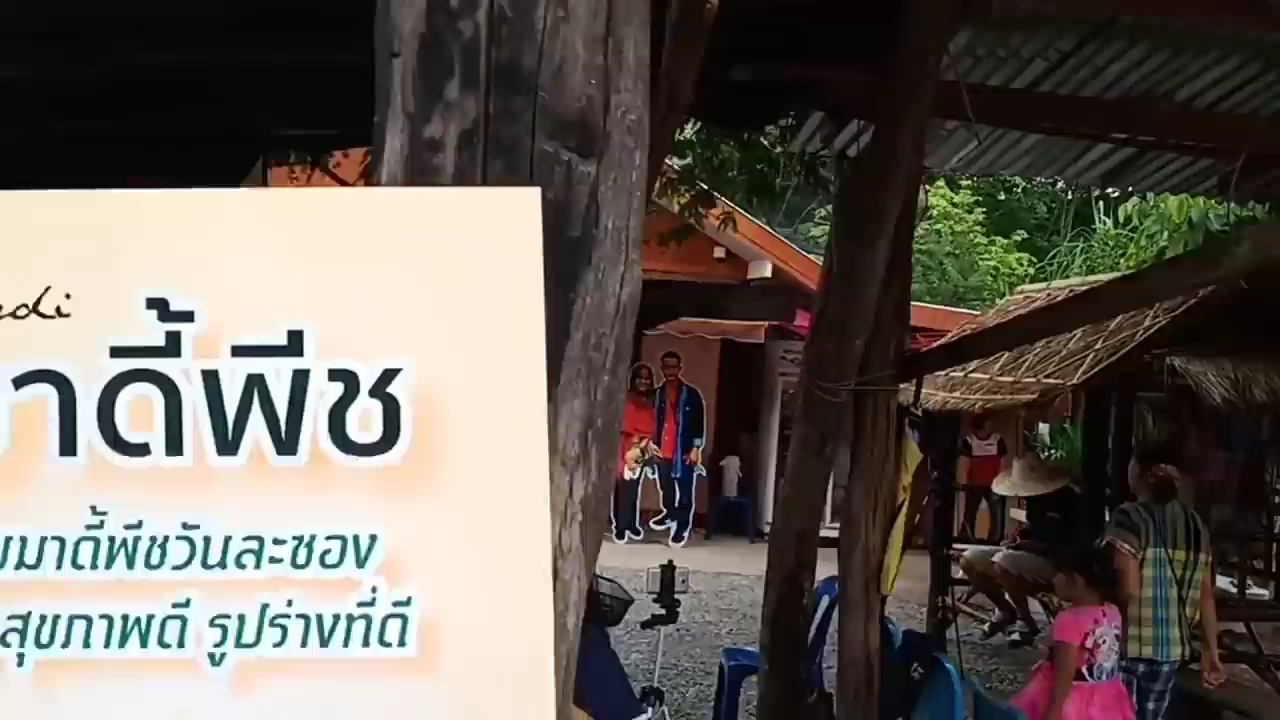 มาดี้พีช
มาดี้พีชวันละซอง
สุขภาพดี รูปร่างที่ดี